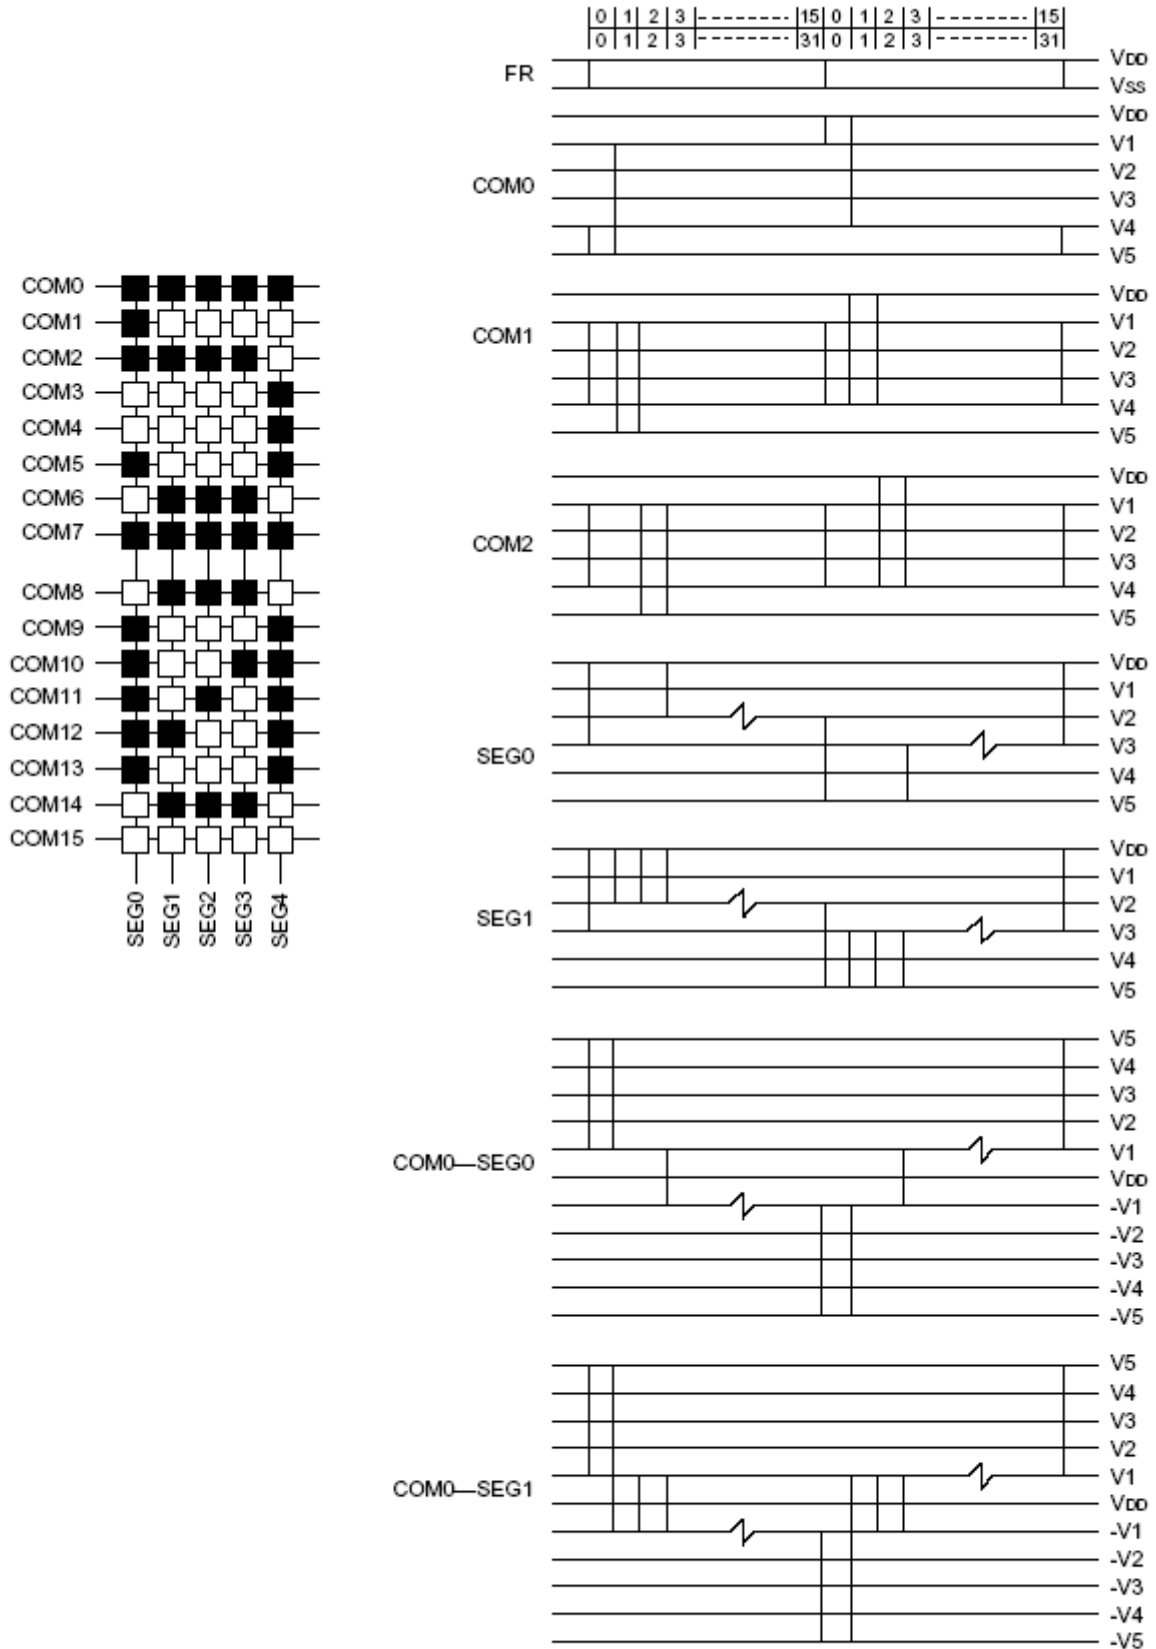 0 1 2 3 --------- 15 0 1 2 3 --------- 15
0 1 2 3 --------- 31 0 1 2 3 --------- 31
FR
VDD
VSS
COM0
VDD
V1
V2
V3
V4
V5
COM1
VDD
V1
V2
V3
V4
V5
COM2
VDD
V1
V2
V3
V4
V5
SEG0
VDD
V1
V2
V3
V4
V5
SEG1
VDD
V1
V2
V3
V4
V5
COM0—SEG0
V5
V4
V3
V2
V1
VDD
-V1
-V2
-V3
-V4
-V5
COM0—SEG1
V5
V4
V3
V2
V1
VDD
-V1
-V2
-V3
-V4
-V5
COM0
COM1
COM2
COM3
COM4
COM5
COM6
COM7
COM8
COM9
COM10
COM11
COM12
COM13
COM14
COM15
SEG0
SEG1
SEG2
SEG3
SEG4